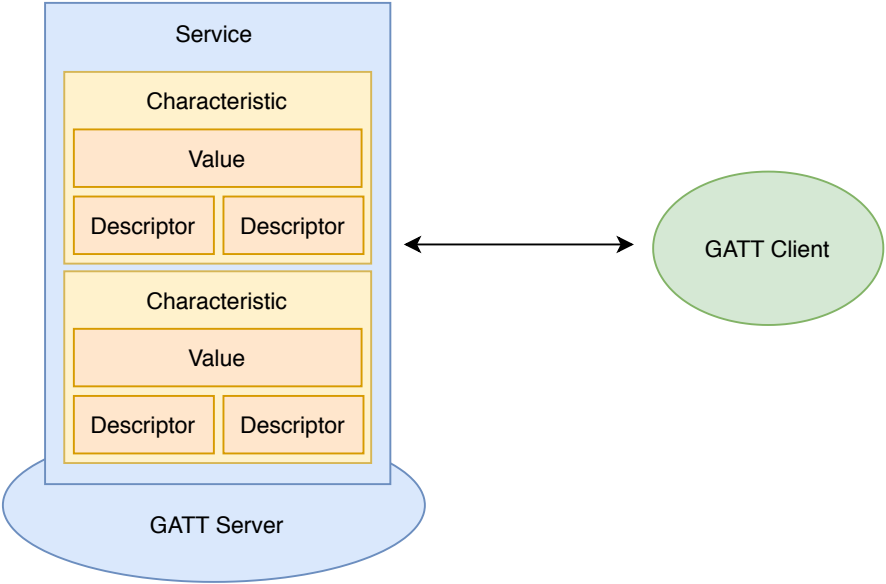 Service
Characteristic
Value
Descriptor
Descriptor
Characteristic
Value
Descriptor
Descriptor
GATT Server
GATT Client